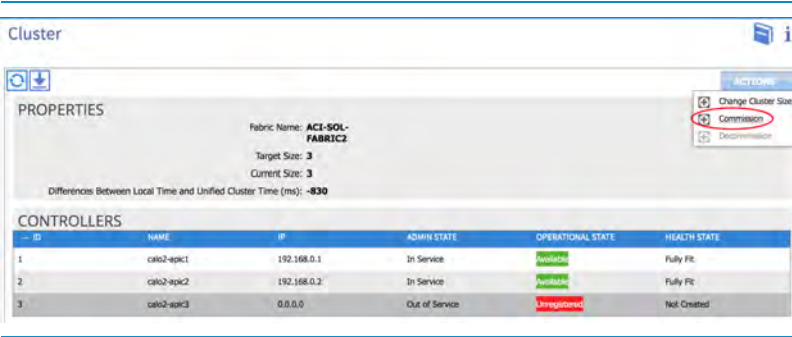 Cluster
i
ACTIONS
Change Cluster Size
Commission
Decommission
PROPERTIES
Fabric Name: ACI-SOL-
FABRIC2
Target Size: 3
Current Size: 3
Differences Between Local Time and Unified Cluster Time (ms): -830
CONTROLLERS
ID NAME IP ADMIN STATE OPERATIONAL STATE HEALTH STATE
1 calo2-apic1 192.168.0.1 In Service Available Fully Fit
2 calo2-apic2 192.168.0.2 In Service Available Fully Fit
3 calo2-apic3 0.0.0.0 Out of Service Unregistered Not Created